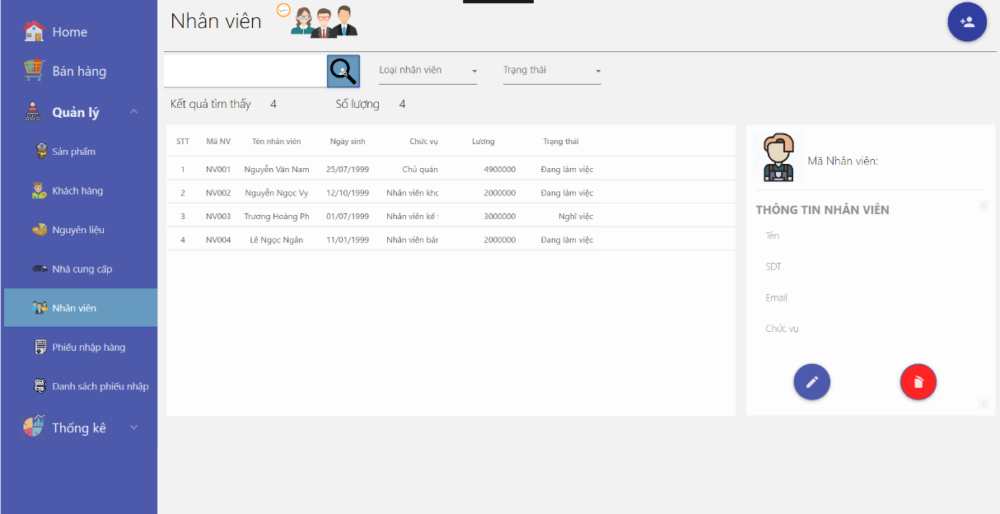 Home
Bán hàng
Quản lý
Sản phẩm
Khách hàng
Nguyên liệu
Nhà cung cấp
Nhân viên
Phiếu nhập hàng
Danh sách phiếu nhập
Thống kê
Nhân viên
Loại nhân viên Trạng thái
Kết quả tìm thấy 4 Số lượng 4
STT Mã NV Tên nhân viên Ngày sinh Chức vụ Lương Trạng thái
1 NV001 Nguyễn Văn Nam 25/07/1999 Chủ quán 4900000 Đang làm việc
2 NV002 Nguyễn Ngọc Vy 12/10/1999 Nhân viên kho 2000000 Đang làm việc
3 NV003 Trương Hoàng Ph 01/07/1999 Nhân viên kế 3000000 Nghĩ việc
4 NV004 Lê Ngọc Ngân 11/01/1999 Nhân viên bán 2000000 Đang làm việc
Mã Nhân viên:
THÔNG TIN NHÂN VIÊN
Tên
SDT
Email
Chức vụ